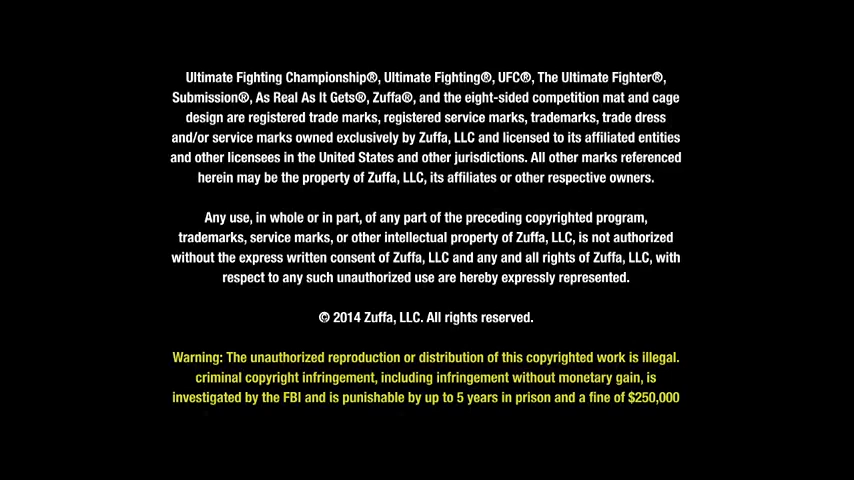 Ultimate Fighting Championship®, Ultimate Fighting®, UFC®, The Ultimate Fighter®,
Submission®, As Real As It Gets®, Zuffa®, and the eight-sided competition mat and cage
design are registered trade marks, registered service marks, trademarks, trade dress
and/or service marks owned exclusively by Zuffa, LLC and licensed to its affiliated entities
and other licensees in the United States and other jurisdictions. All other marks referenced
herein may be the property of Zuffa, LLC, its affiliates or other respective owners.
Any use, in whole or in part, of any part of the preceding copyrighted program,
trademarks, service marks, or other intellectual property of Zuffa, LLC, is not authorized
without the express written consent of Zuffa, LLC and any and all rights of Zuffa, LLC, with
respect to any such unauthorized use are hereby expressly represented.
© 2014 Zuffa, LLC. All rights reserved.
Warning: The unauthorized reproduction or distribution of this copyrighted work is illegal.
criminal copyright infringement, including infringement without monetary gain, is
investigated by the FBI and is punishable by up to 5 years in prison and a fine of $250,000